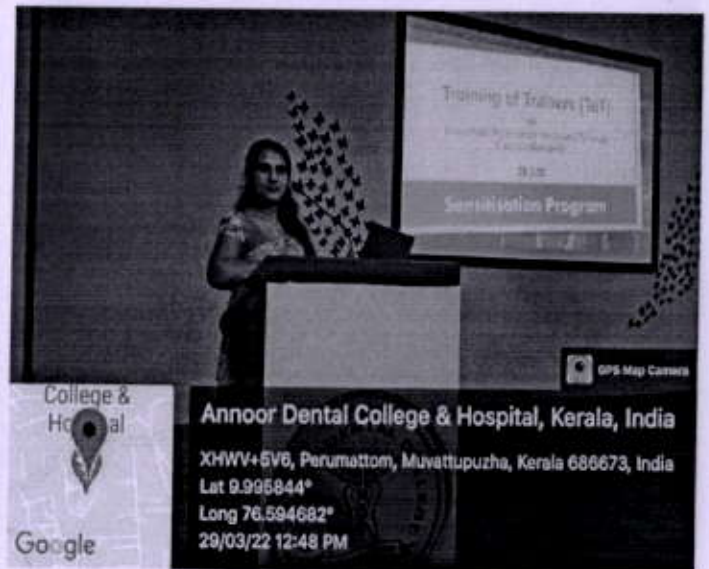 Training of Trainers (ToT)
Sensitisation Program
GPS Map Camera
College &
Google
Annoor Dental College & Hospital, Kerala, India
XHWV+5V6, Perumattom, Muvattupuzha, Kerala 686673, India
Lat 9.995844°
Long 76.594682°
29/03/22 12:48 PM